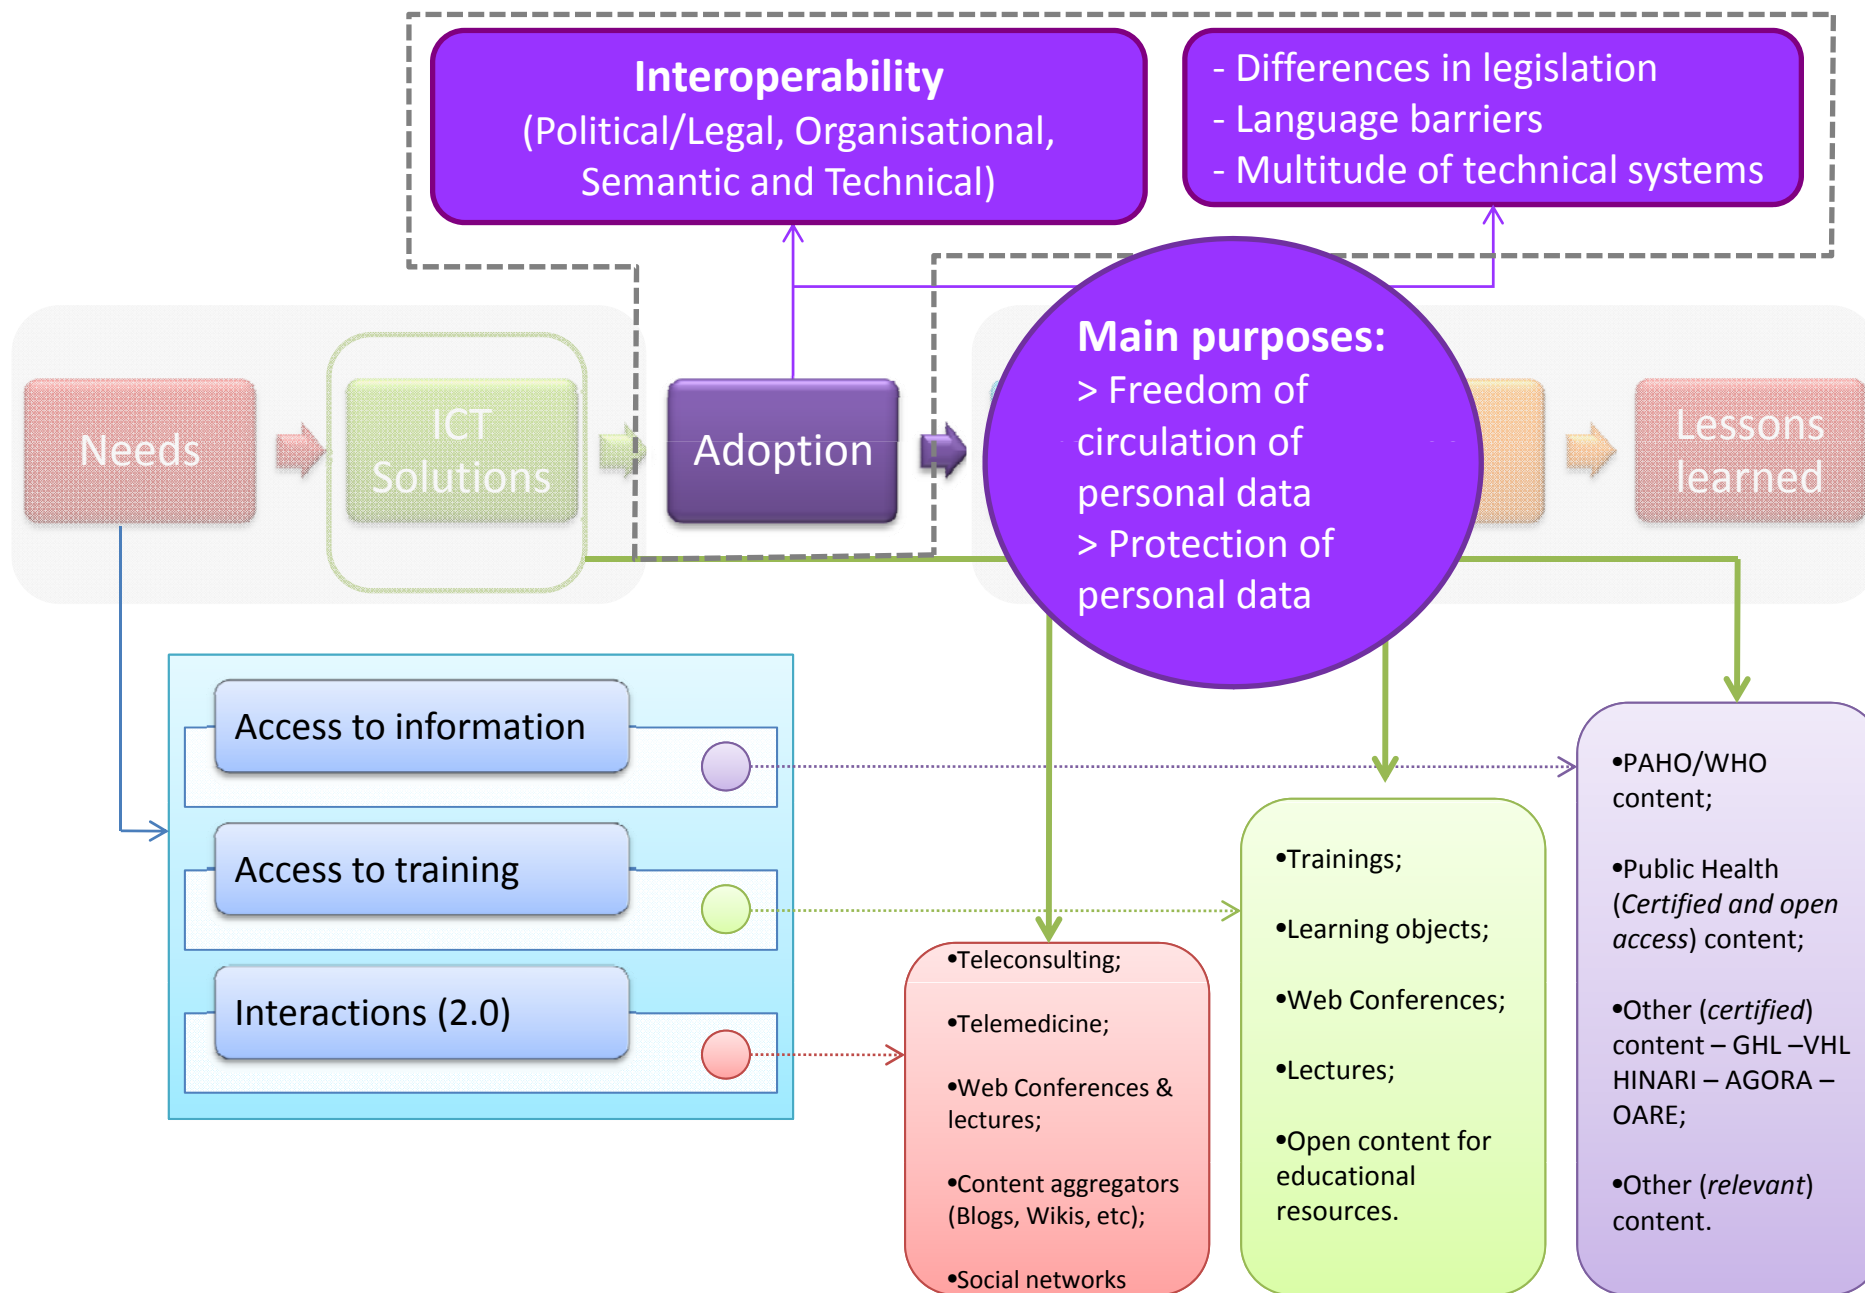 Interoperability
(Political/Legal, Organisational,
Semantic and Technical)
- Differences in legislation
- Language barriers
- Multitude of technical systems
Needs
ICT
Solutions
Adoption
Main purposes:
> Freedom of
circulation of
personal data
> Protection of
personal data
Lessons
learned
Access to information
Access to training
Interactions (2.0)
•Teleconsulting;
•Telemedicine;
•Web Conferences &
lectures;
•Content aggregators
(Blogs, Wikis, etc);
•Social networks
•Trainings;
•Learning objects;
•Web Conferences;
•Lectures;
•Open content for
educational
resources.
•PAHO/WHO
content;
•Public Health
(Certified and open
access) content;
•Other (certified)
content – GHL –VHL
HINARI – AGORA –
OARE;
•Other (relevant)
content.